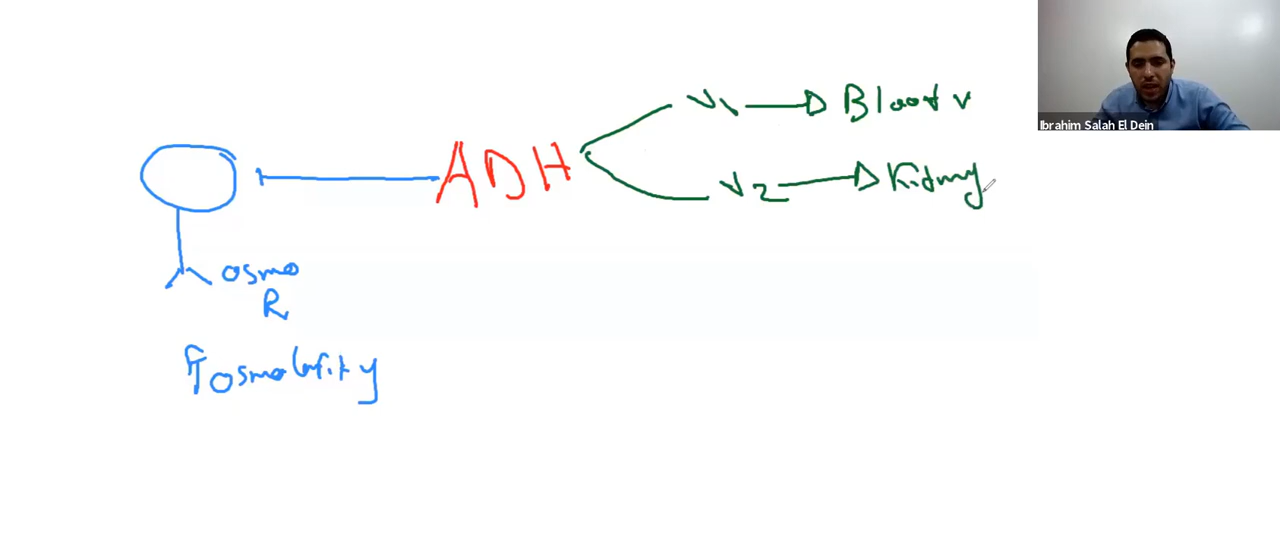 V1 → Blood v
Ibrahim Salah El Dein
ADH
V2 → Kidney
osmo
R
↑ osmolarity